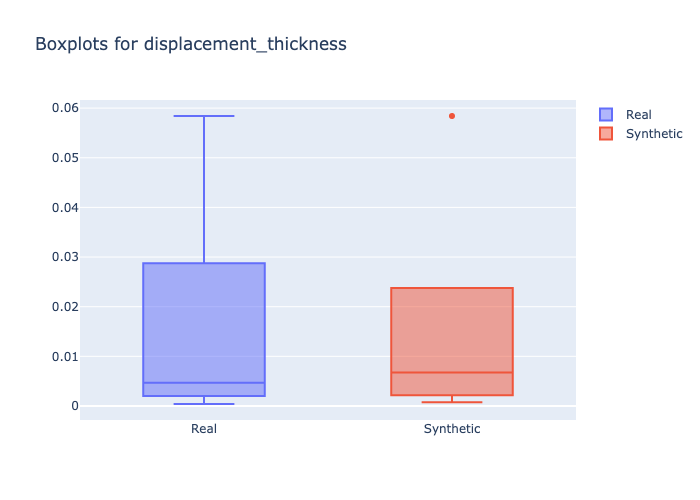 Boxplots for displacement_thickness
0.06
0.05
0.04
0.03
0.02
0.01
0
Real
Synthetic
Real
Synthetic